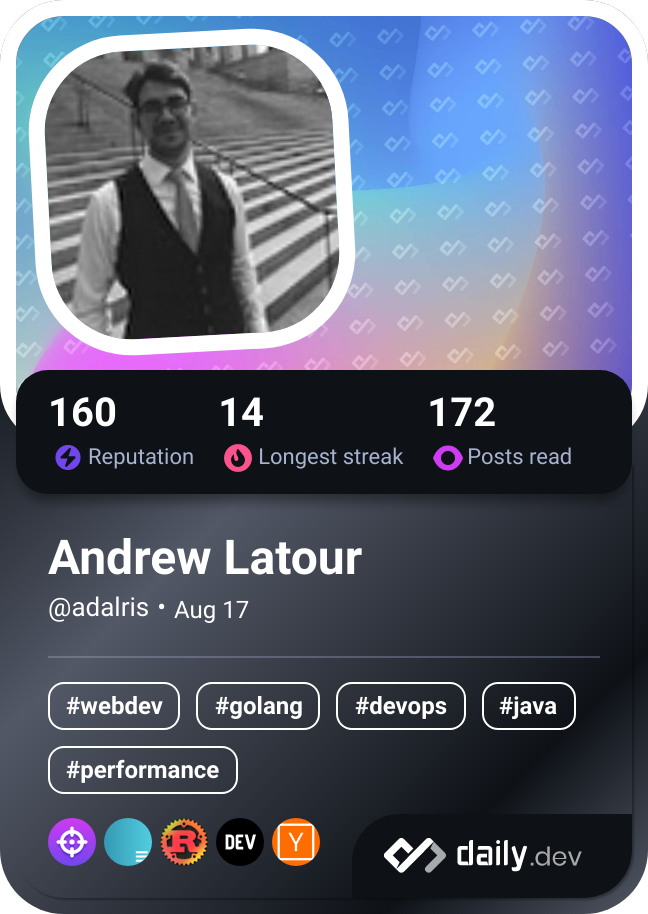 160 14 172
Reputation Longest streak Posts read
Andrew Latour
@adalris • Aug 17
#webdev #golang #devops #java
#performance
R DEV Y
daily.dev